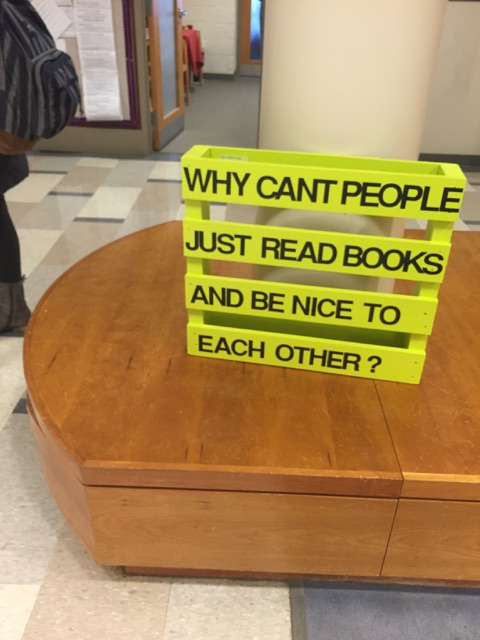 WHY CANT PEOPLE
JUST READ BOOKS
AND BE NICE TO
EACH OTHER?